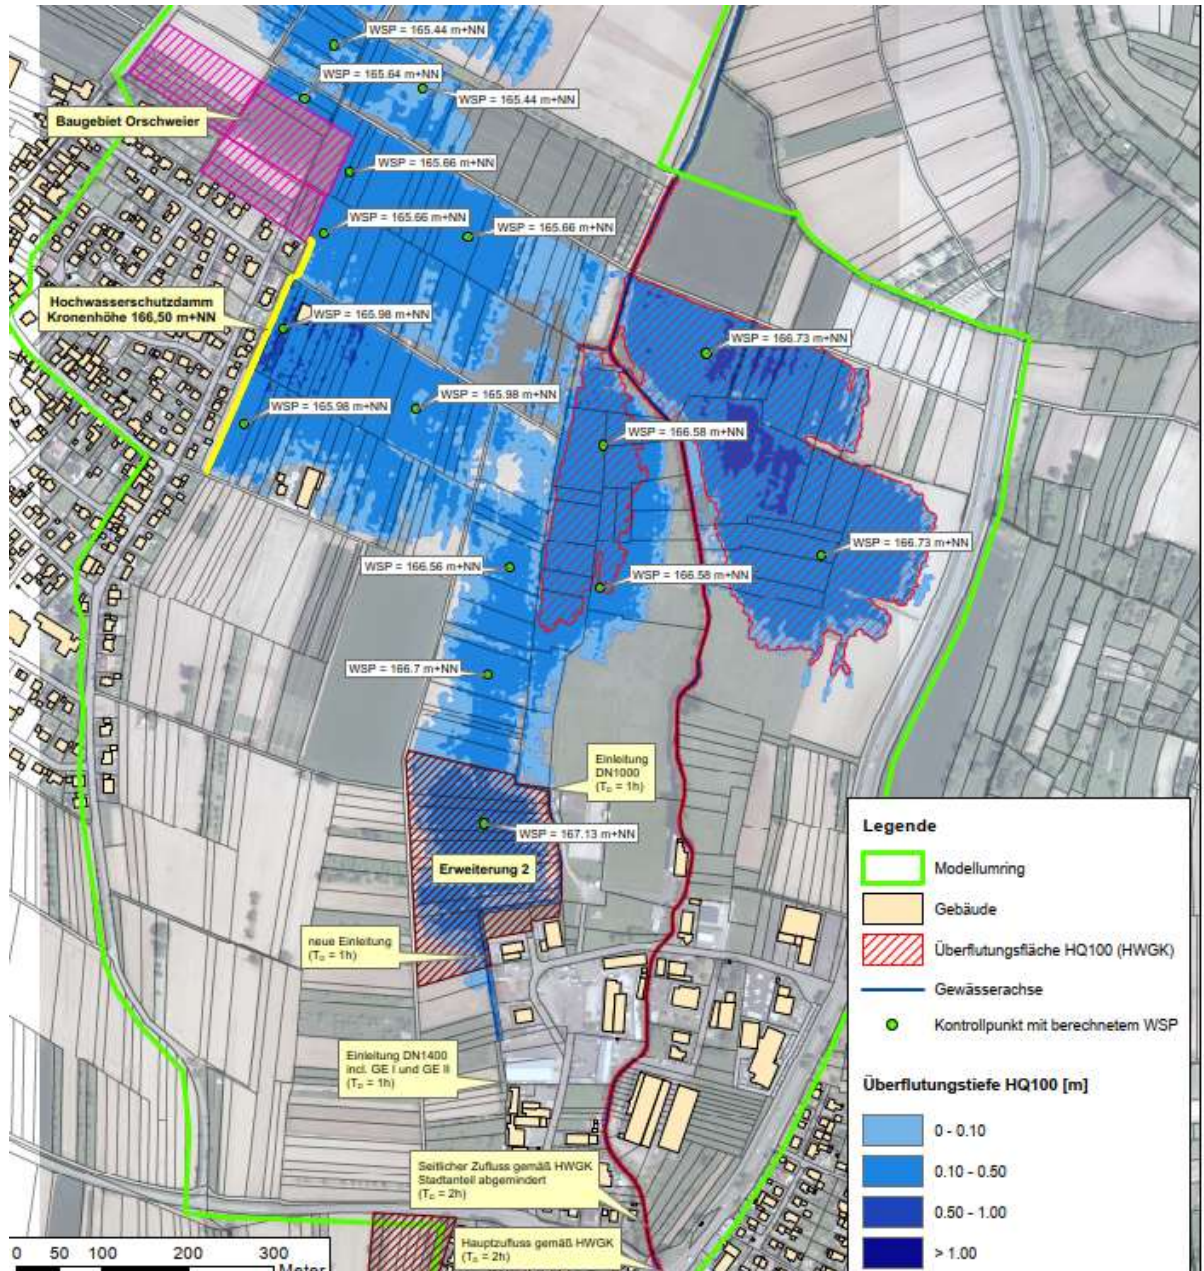 WSP = 165.44 m+NN
WSP = 165.64 m+NN
WSP = 165.44 m+NN
Baugebiet Orschweier
WSP = 165.66 m+NN
WSP = 165.66 m+NN
WSP = 165.66 m+NN
Hochwasserschutzdamm
Kronenhöhe 166,50 m+NN
WSP = 165.98 m+NN
WSP = 166.73 m+NN
WSP = 165.98 m+NN
WSP = 165.98 m+NN
WSP = 166.58 m+NN
WSP = 166.73 m+NN
WSP = 166.56 m+NN
WSP = 166.58 m+NN
WSP = 166.7 m+NN
Einleitung
DN1000
(T_D = 1h)
WSP = 167.13 m+NN
Erweiterung 2
neue Einleitung
(T_D = 1h)
Einleitung DN1400
incl. GE I und GE II
(T_D = 1h)
Seitlicher Zufluss gemäß HWGK
Stadtanteil abgemindert
(T_D = 2h)
Hauptzufluss gemäß HWGK
(T_D = 2h)
0 50 100 200 300
Meter
Legende
Modellumring
Gebäude
Überflutungsfläche HQ100 (HWGK)
Gewässerachse
Kontrollpunkt mit berechnetem WSP
Überflutungstiefe HQ100 [m]
0 - 0.10
0.10 - 0.50
0.50 - 1.00
> 1.00